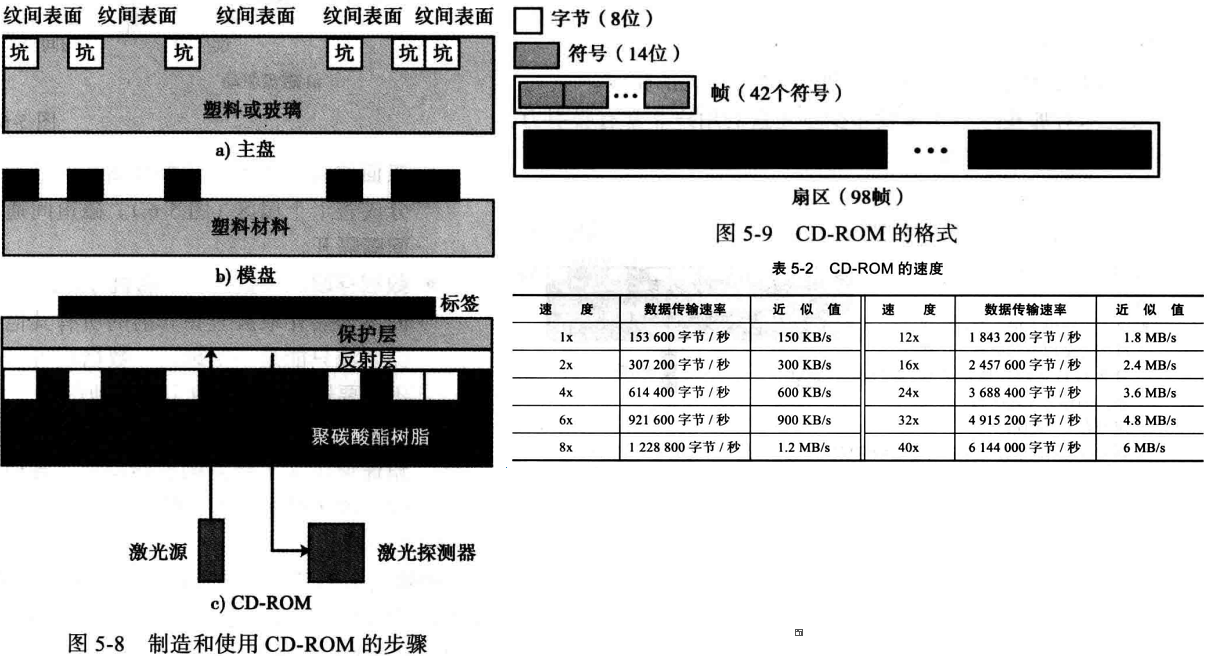 纹间表面 纹间表面 纹间表面 纹间表面 纹间表面
坑 坑 坑 坑 坑 坑
塑料或玻璃
a) 主盘
塑料材料
b) 模盘
标签
保护层
反射层
聚碳酸酯树脂
激光源 激光探测器
c) CD-ROM
图 5-8 制造和使用 CD-ROM 的步骤
字节（8位）
符号（14位）
帧（42个符号）
扇区（98帧）
图 5-9 CD-ROM 的格式
表 5-2 CD-ROM 的速度
速 度 数据传输速率 近 似 值 速 度 数据传输速率 近 似 值
1x 153 600 字节 / 秒 150 KB/s 12x 1 843 200 字节 / 秒 1.8 MB/s
2x 307 200 字节 / 秒 300 KB/s 16x 2 457 600 字节 / 秒 2.4 MB/s
4x 614 400 字节 / 秒 600 KB/s 24x 3 688 400 字节 / 秒 3.6 MB/s
6x 921 600 字节 / 秒 900 KB/s 32x 4 915 200 字节 / 秒 4.8 MB/s
8x 1 228 800 字节 / 秒 1.2 MB/s 40x 6 144 000 字节 / 秒 6 MB/s